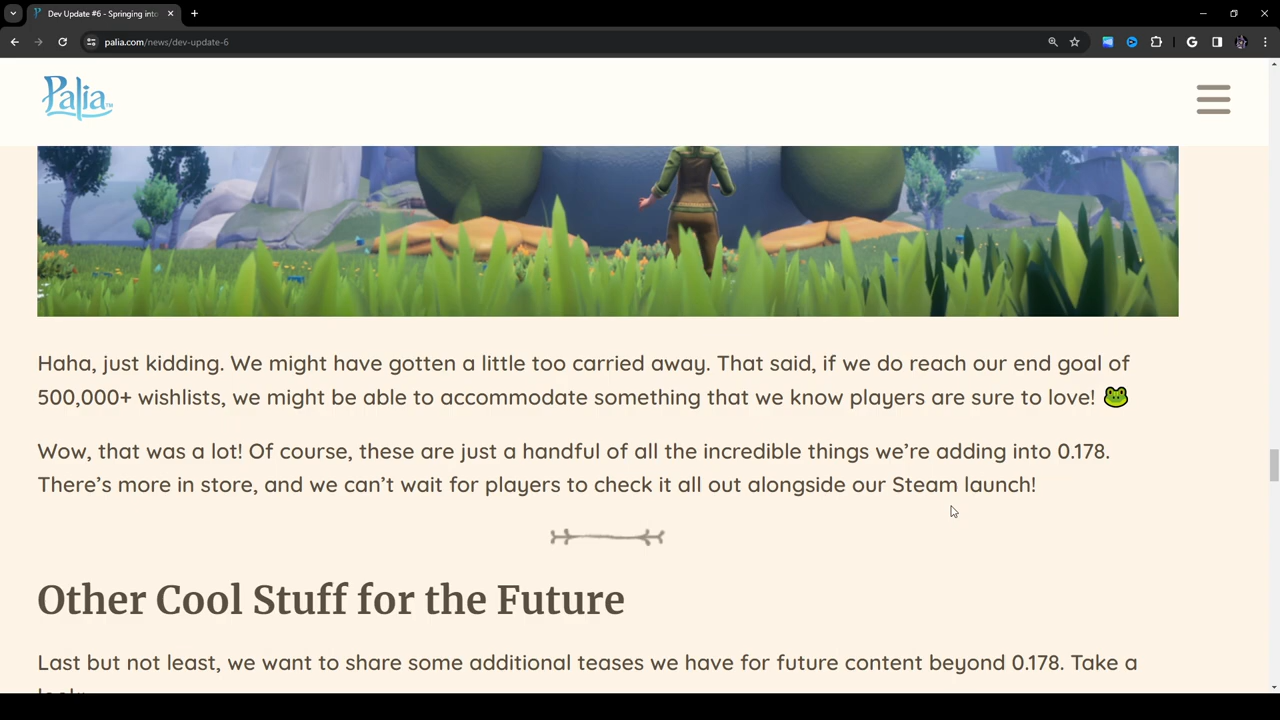 Dev Update #6 - Springing into
palia.com/news/dev-update-6
Palia™
Haha, just kidding. We might have gotten a little too carried away. That said, if we do reach our end goal of
500,000+ wishlists, we might be able to accommodate something that we know players are sure to love! 🐸
Wow, that was a lot! Of course, these are just a handful of all the incredible things we’re adding into 0.178.
There’s more in store, and we can’t wait for players to check it all out alongside our Steam launch!
Other Cool Stuff for the Future
Last but not least, we want to share some additional teases we have for future content beyond 0.178. Take a